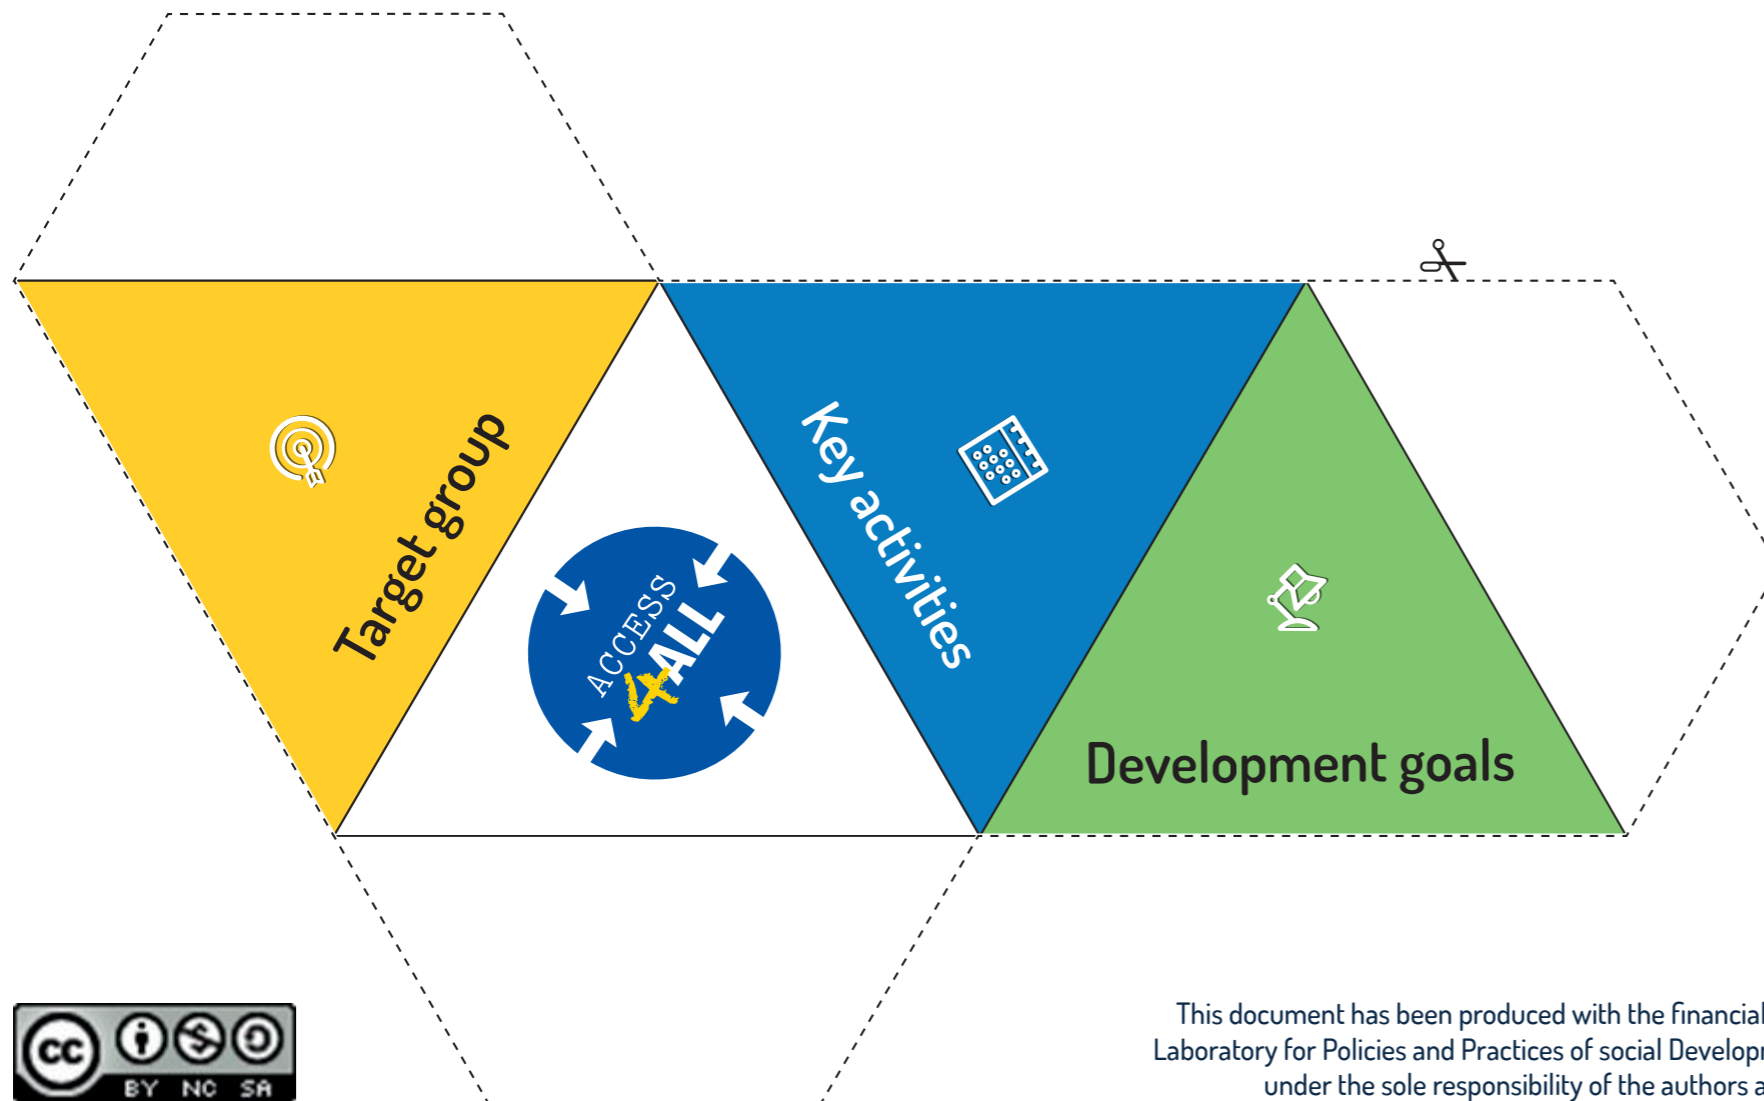 Target group
ACCESS
4ALL
Key activities
Development goals
cc
BY NC SA
This document has been produced with the financial
Laboratory for Policies and Practices of social Develop
under the sole responsibility of the authors a